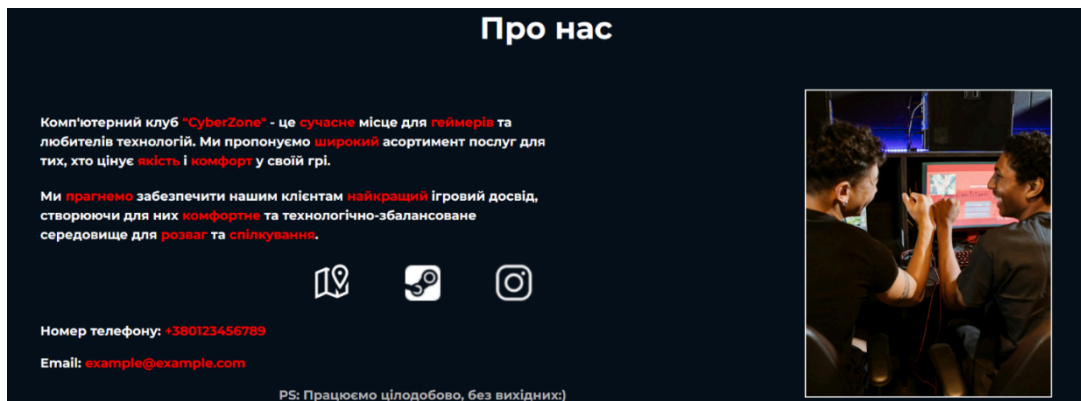 Про нас
Комп'ютерний клуб "CyberZone" - це сучасне місце для геймерів та
любителів технологій. Ми пропонуємо широкий асортимент послуг для
тих, хто цінує якість і комфорт у своїй грі.
Ми прагнемо забезпечити нашим клієнтам найкращий ігровий досвід,
створюючи для них комфортне та технологічно-збалансоване
середовище для розваг та спілкування.
Номер телефону: +380123456789
Email: example@example.com
PS: Працюємо цілодобово, без вихідних:)